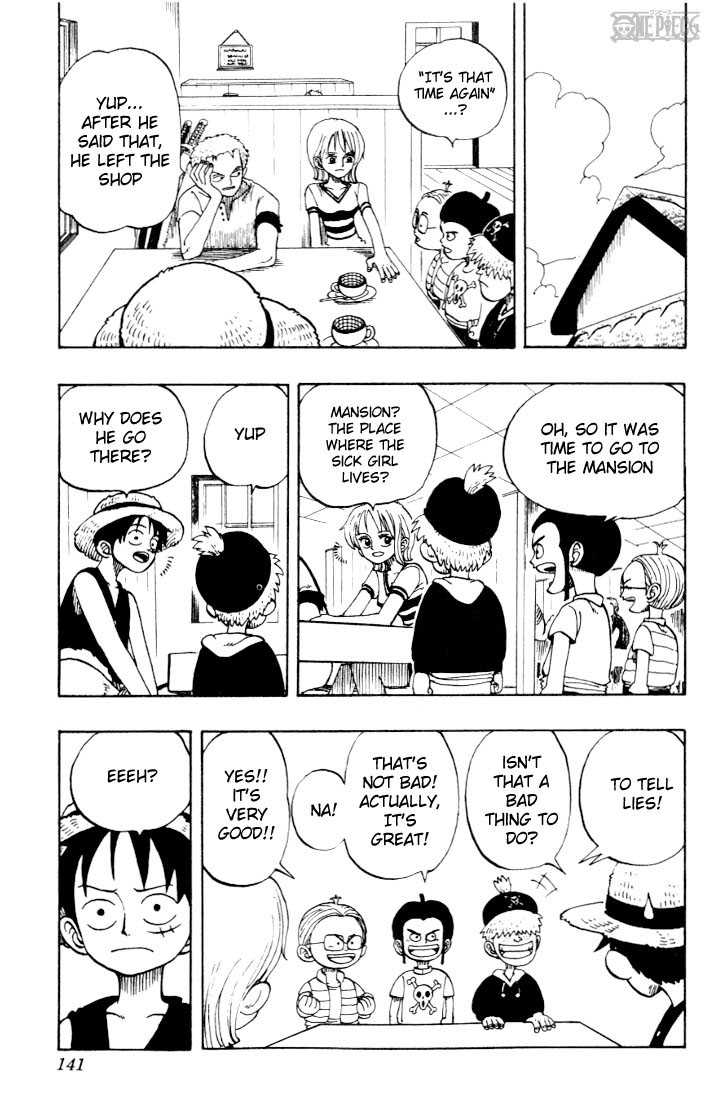 ONE PIECE
"IT'S THAT
TIME AGAIN"
...?
YUP...
AFTER HE
SAID THAT,
HE LEFT THE
SHOP
OH, SO IT WAS
TIME TO GO TO
THE MANSION
MANSION?
THE PLACE
WHERE THE
SICK GIRL
LIVES?
YUP
WHY DOES
HE GO
THERE?
TO TELL
LIES!
ISN'T
THAT A
BAD
THING TO
DO?
THAT'S
NOT BAD!
ACTUALLY,
IT'S
GREAT!
NA!
YES!!
IT'S
VERY
GOOD!!
EEEH?
141